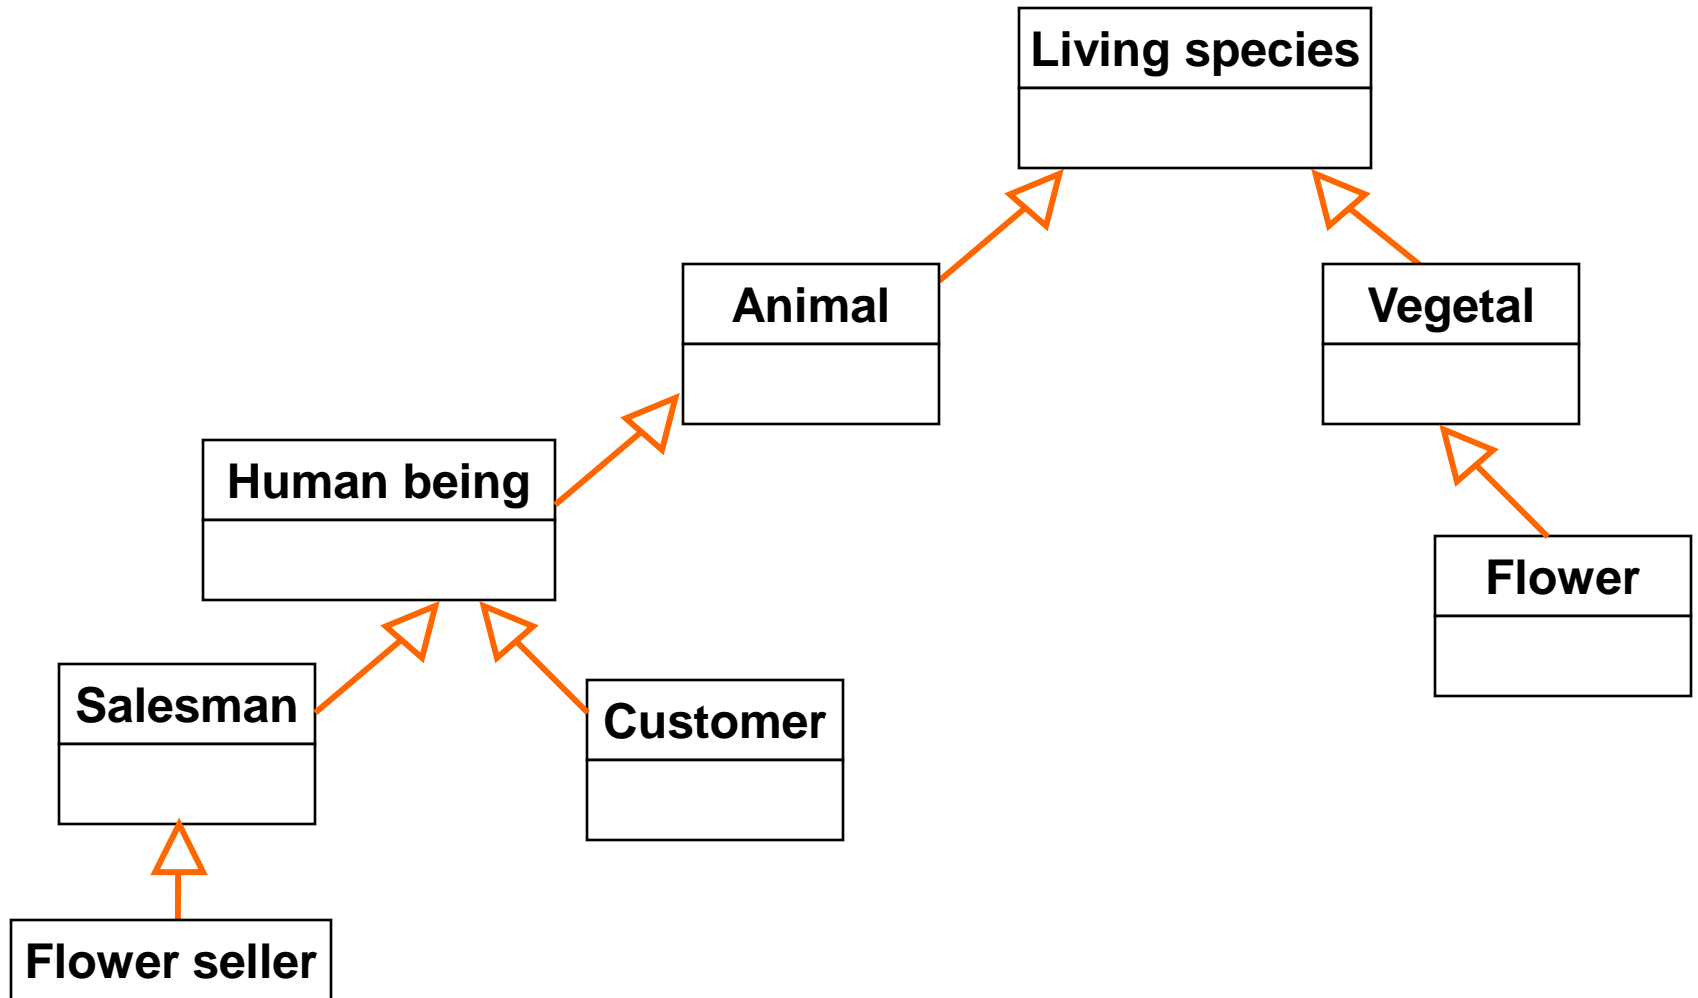 Living species
Animal
Vegetal
Human being
Flower
Salesman
Customer
Flower seller